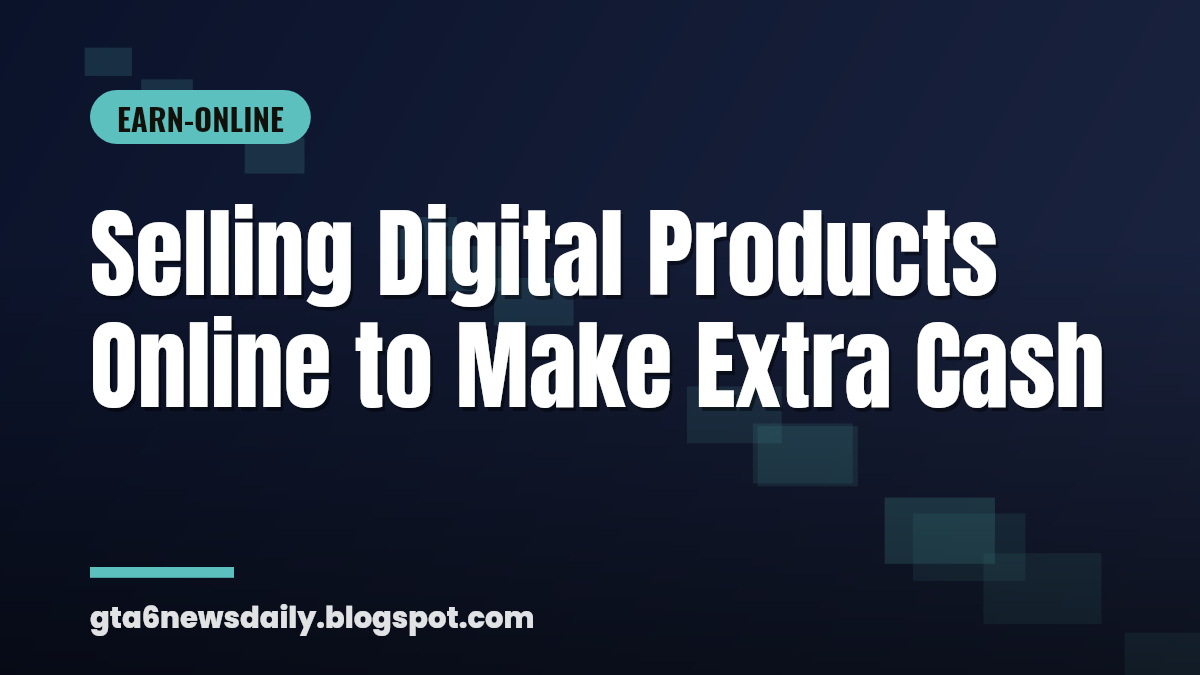 EARN-ONLINE
Selling Digital Products
Online to Make Extra Cash
gta6newsdaily.blogspot.com